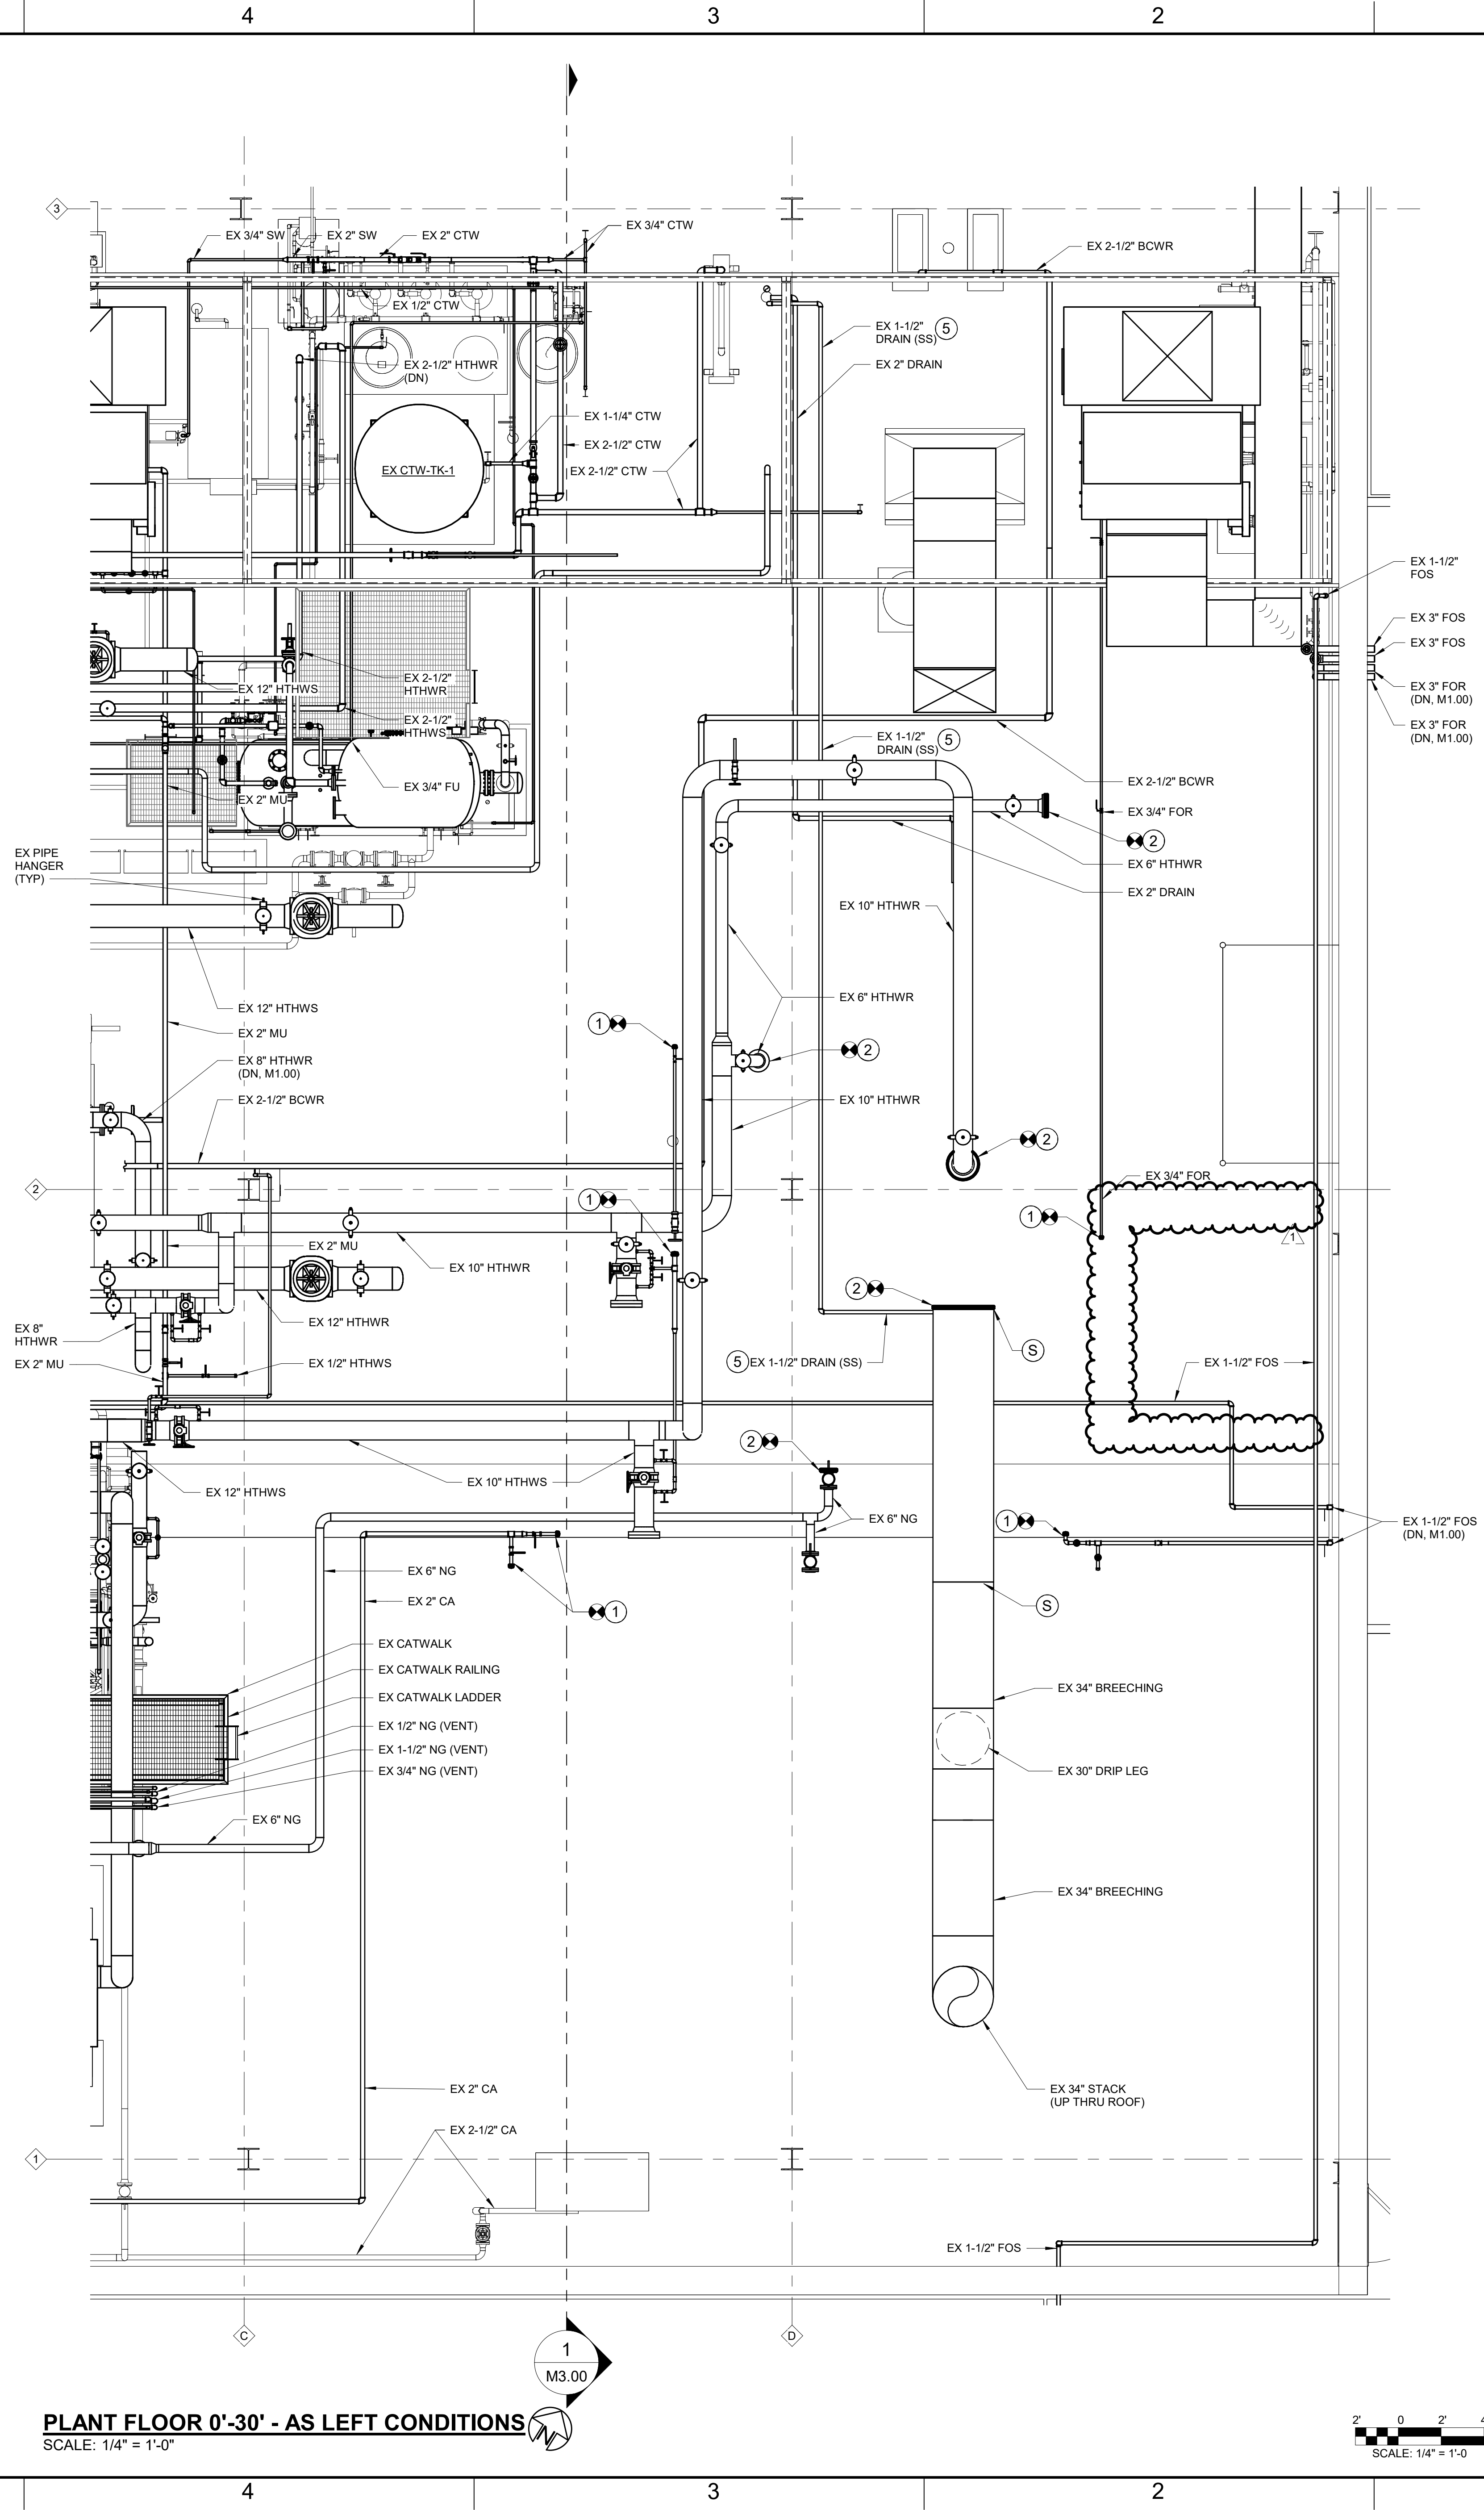 4
3
2
3
EX 3/4" SW
EX 2" SW
EX 2" CTW
EX 3/4" CTW
EX 2-1/2" BCWR
EX 1/2" CTW
EX 1-1/2"
DRAIN (SS)
5
EX 2-1/2" HTHWR
(DN)
EX 2" DRAIN
EX 1-1/4" CTW
EX 2-1/2" CTW
EX CTW-TK-1
EX 2-1/2" CTW
EX 1-1/2"
FOS
EX 3" FOS
EX 3" FOS
EX 2-1/2"
HTHWR
EX 12" HTHWS
EX 3" FOR
(DN, M1.00)
EX 2-1/2"
HTHWS
EX 3" FOR
(DN, M1.00)
EX 1-1/2"
DRAIN (SS)
5
EX 2-1/2" BCWR
EX 3/4" FU
EX 2" MU
EX 3/4" FOR
2
EX PIPE
HANGER
(TYP)
EX 6" HTHWR
EX 2" DRAIN
EX 10" HTHWR
EX 6" HTHWR
EX 12" HTHWS
1
EX 2" MU
2
EX 8" HTHWR
(DN, M1.00)
EX 2-1/2" BCWR
EX 10" HTHWR
2
EX 3/4" FOR
2
1
1
1
EX 2" MU
EX 10" HTHWR
2
EX 12" HTHWR
EX 8"
HTHWR
S
EX 2" MU
EX 1/2" HTHWS
5
EX 1-1/2" DRAIN (SS)
EX 1-1/2" FOS
2
EX 10" HTHWS
EX 12" HTHWS
EX 6" NG
1
EX 1-1/2" FOS
(DN, M1.00)
EX 6" NG
EX 2" CA
1
S
EX CATWALK
EX CATWALK RAILING
EX 34" BREECHING
EX CATWALK LADDER
EX 1/2" NG (VENT)
EX 1-1/2" NG (VENT)
EX 3/4" NG (VENT)
EX 30" DRIP LEG
EX 6" NG
EX 34" BREECHING
EX 2" CA
EX 34" STACK
(UP THRU ROOF)
EX 2-1/2" CA
1
EX 1-1/2" FOS
C
D
1
M3.00
PLANT FLOOR 0'-30' - AS LEFT CONDITIONS
SCALE: 1/4" = 1'-0"
2' 0 2' 4
SCALE: 1/4" = 1'-0
4
3
2